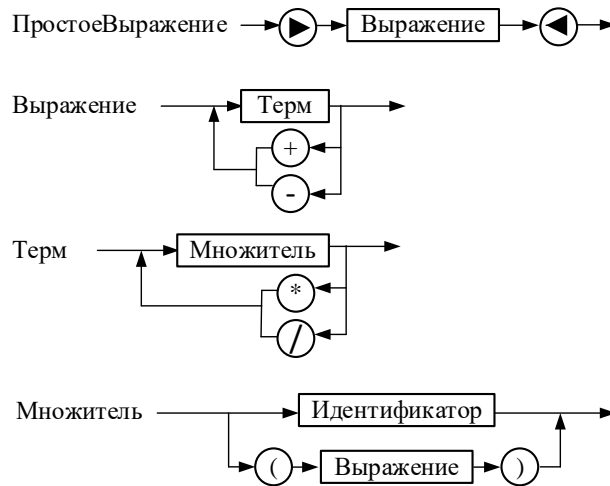 ПростоеВыражение Выражение
Выражение Терм
+
-
Терм Множитель
*
/
Множитель Идентификатор
( Выражение )